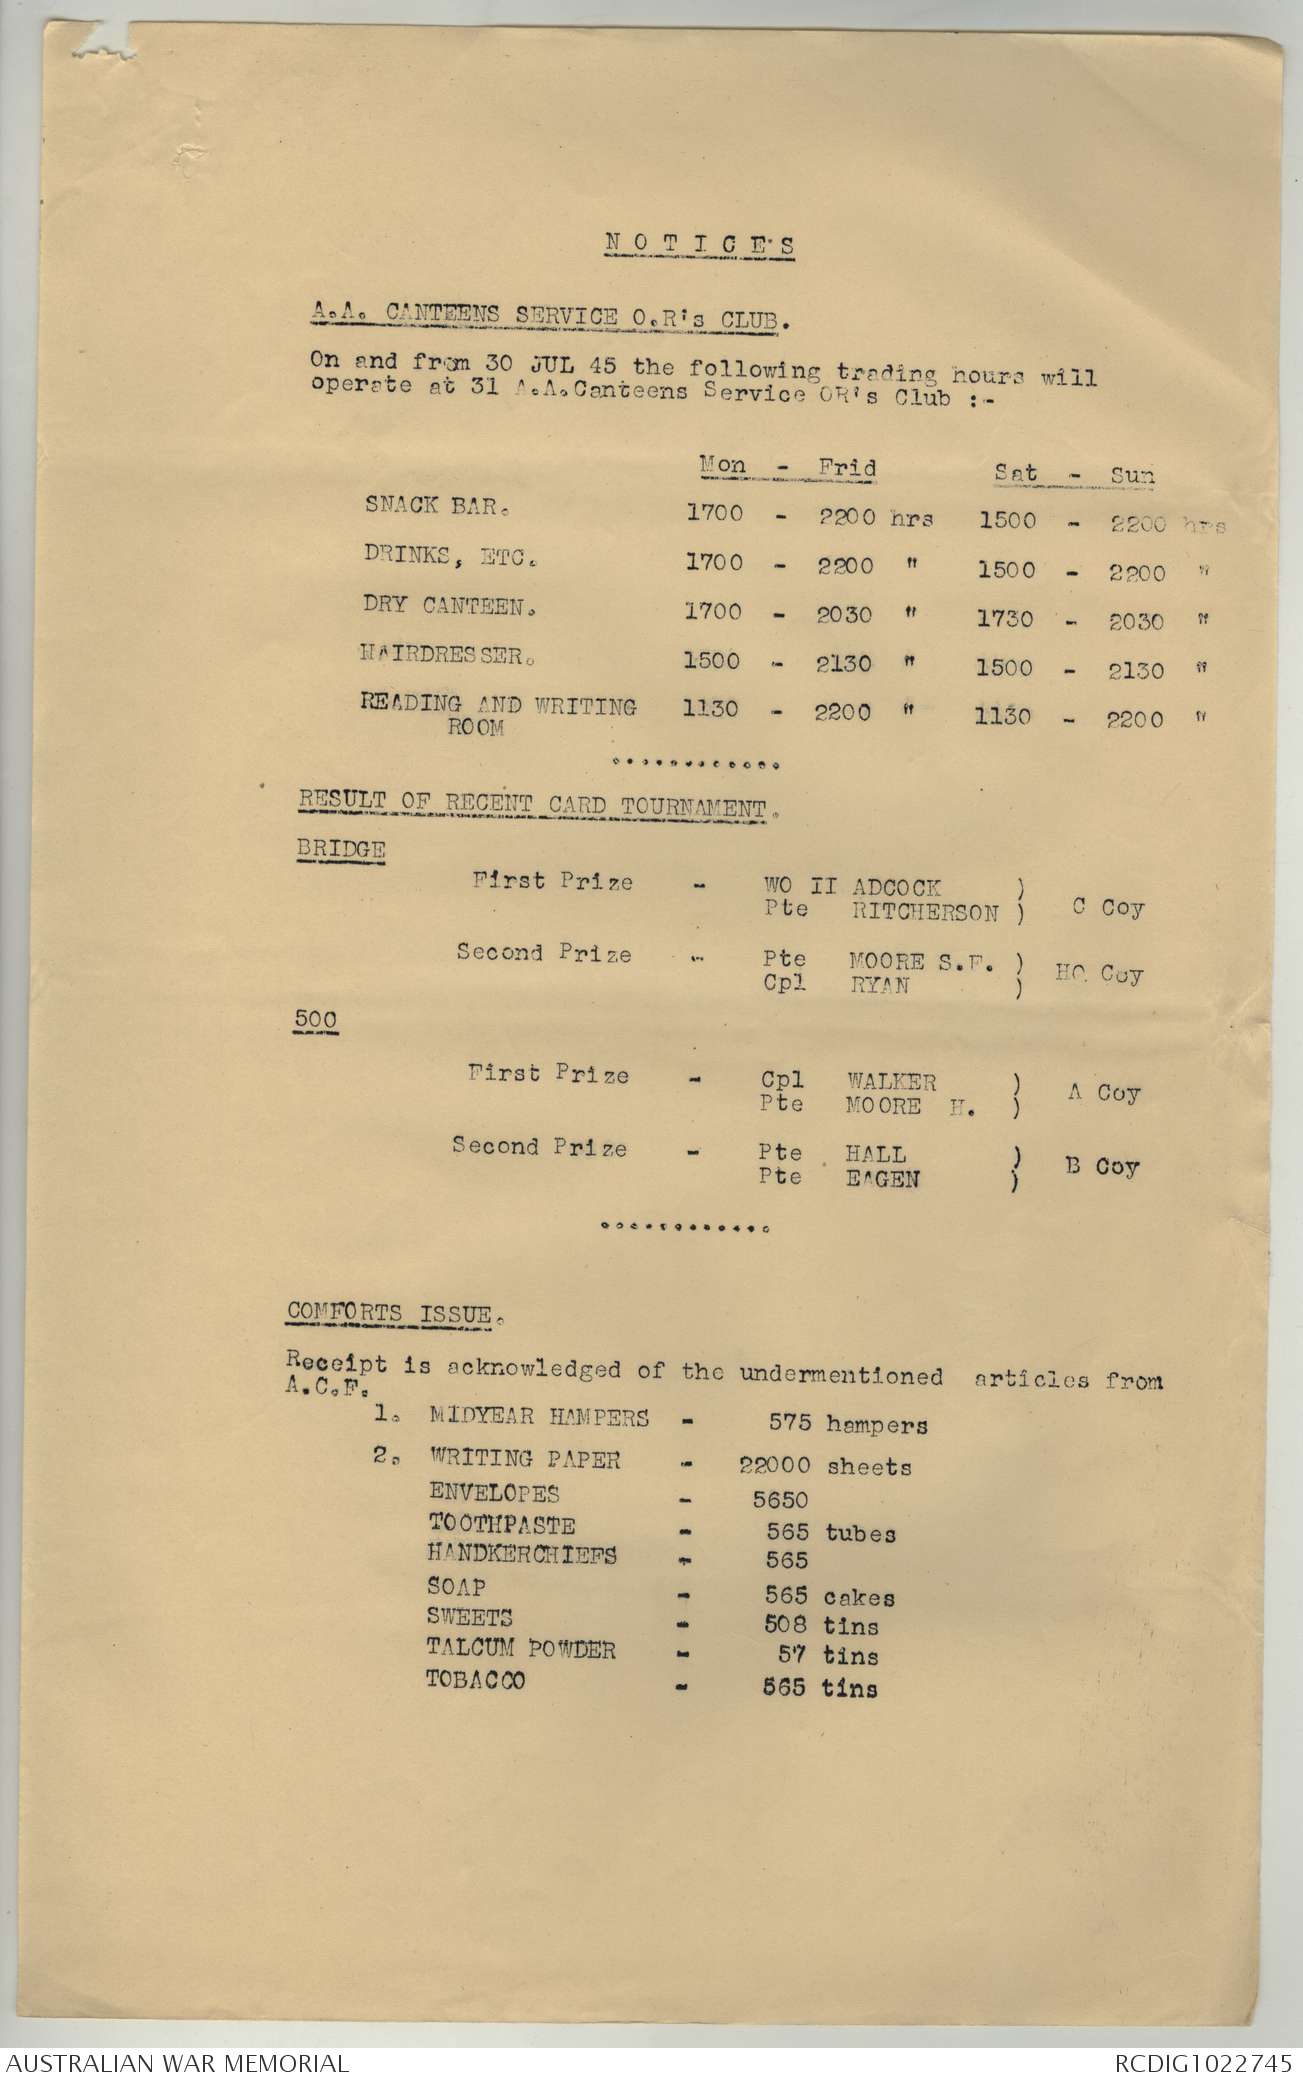 N O T I C E S
A.A. CANTEENS SERVICE O.R's CLUB.
On and from 30 JUL 45 the following trading hours will
operate at 31 A.A.Canteens Service OR's Club :-
Mon - Frid Sat - Sun
SNACK BAR. 1700 - 2200 hrs 1500 - 2200 hrs
DRINKS, ETC. 1700 - 2200 " 1500 - 2200 "
DRY CANTEEN. 1700 - 2030 " 1730 - 2030 "
HAIRDRESSER. 1500 - 2130 " 1500 - 2130 "
READING AND WRITING 1130 - 2200 " 1130 - 2200 "
ROOM
............
RESULT OF RECENT CARD TOURNAMENT.
BRIDGE
First Prize - WO II ADCOCK )
Pte RITCHERSON ) C Coy
Second Prize - Pte MOORE S.F. )
Cpl RYAN ) HQ Coy
500
First Prize - Cpl WALKER )
Pte MOORE H. ) A Coy
Second Prize - Pte HALL )
Pte EAGEN ) B Coy
............
COMFORTS ISSUE.
Receipt is acknowledged of the undermentioned articles from
A.C.F.
1. MIDYEAR HAMPERS - 575 hampers
2. WRITING PAPER - 22000 sheets
ENVELOPES - 5650
TOOTHPASTE - 565 tubes
HANDKERCHIEFS - 565
SOAP - 565 cakes
SWEETS - 508 tins
TALCUM POWDER - 57 tins
TOBACCO - 565 tins
AUSTRALIAN WAR MEMORIAL RCDIG1022745